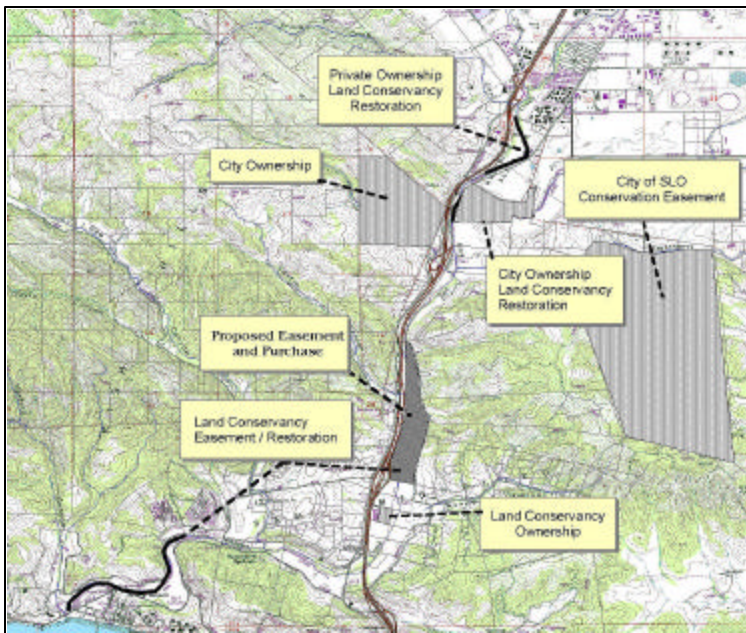 Private Ownership
Land Conservancy
Restoration
City Ownership
City of SLO
Conservation Easement
City Ownership
Land Conservancy
Restoration
Proposed Easement
and Purchase
Land Conservancy
Easement / Restoration
Land Conservancy
Ownership